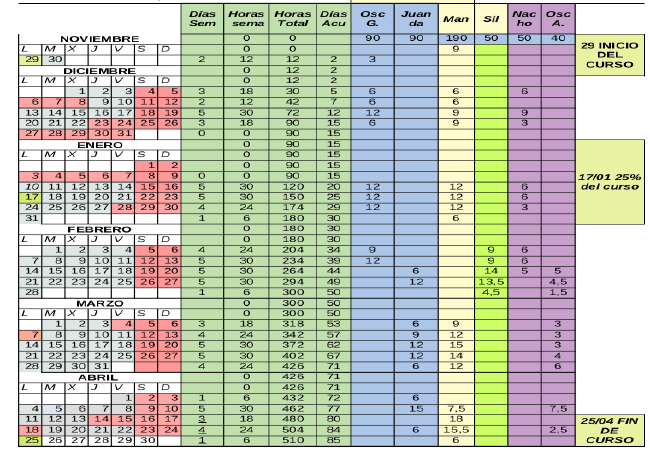 Días Sem Horas sema Horas Total Días Acu Osc G. Juan da Man Sil Nac ho Osc A.
NOVIEMBRE 0 0 90 90 190 50 50 40
L M X J V S D 0 0 9
29 30 2 12 12 2 3
29 INICIO DEL CURSO
DICIEMBRE 0 12 2
L M X J V S D 0 12 2
1 2 3 4 5 3 18 30 5 6 6 6
6 7 8 9 10 11 12 2 12 42 7 6 6
13 14 15 16 17 18 19 5 30 72 12 12 9 9
20 21 22 23 24 25 26 3 18 90 15 6 9 3
27 28 29 30 31 0 0 90 15
ENERO 0 90 15
L M X J V S D 0 90 15
1 2 0 90 15
3 4 5 6 7 8 9 0 0 90 15
10 11 12 13 14 15 16 5 30 120 20 12 12 6
17 18 19 20 21 22 23 5 30 150 25 12 12 6
24 25 26 27 28 29 30 4 24 174 29 12 12 3
31 1 6 180 30 6
17/01 25% del curso
FEBRERO 0 180 30
L M X J V S D 0 180 30
1 2 3 4 5 6 4 24 204 34 9 9 6
7 8 9 10 11 12 13 5 30 234 39 12 9 6
14 15 16 17 18 19 20 5 30 264 44 6 14 5 5
21 22 23 24 25 26 27 5 30 294 49 12 13,5 4,5
28 1 6 300 50 4,5 1,5
MARZO 0 300 50
L M X J V S D 0 300 50
1 2 3 4 5 6 3 18 318 53 6 9 3
7 8 9 10 11 12 13 4 24 342 57 9 12 3
14 15 16 17 18 19 20 5 30 372 62 12 15 3
21 22 23 24 25 26 27 5 30 402 67 12 14 4
28 29 30 31 4 24 426 71 6 12 6
ABRIL 0 426 71
L M X J V S D 0 426 71
1 2 3 1 6 432 72 6
4 5 6 7 8 9 10 5 30 462 77 15 7,5 7,5
11 12 13 14 15 16 17 3 18 480 80 18
18 19 20 21 22 23 24 4 24 504 84 6 15,5 2,5
25 26 27 28 29 30 1 6 510 85 6
25/04 FIN DE CURSO